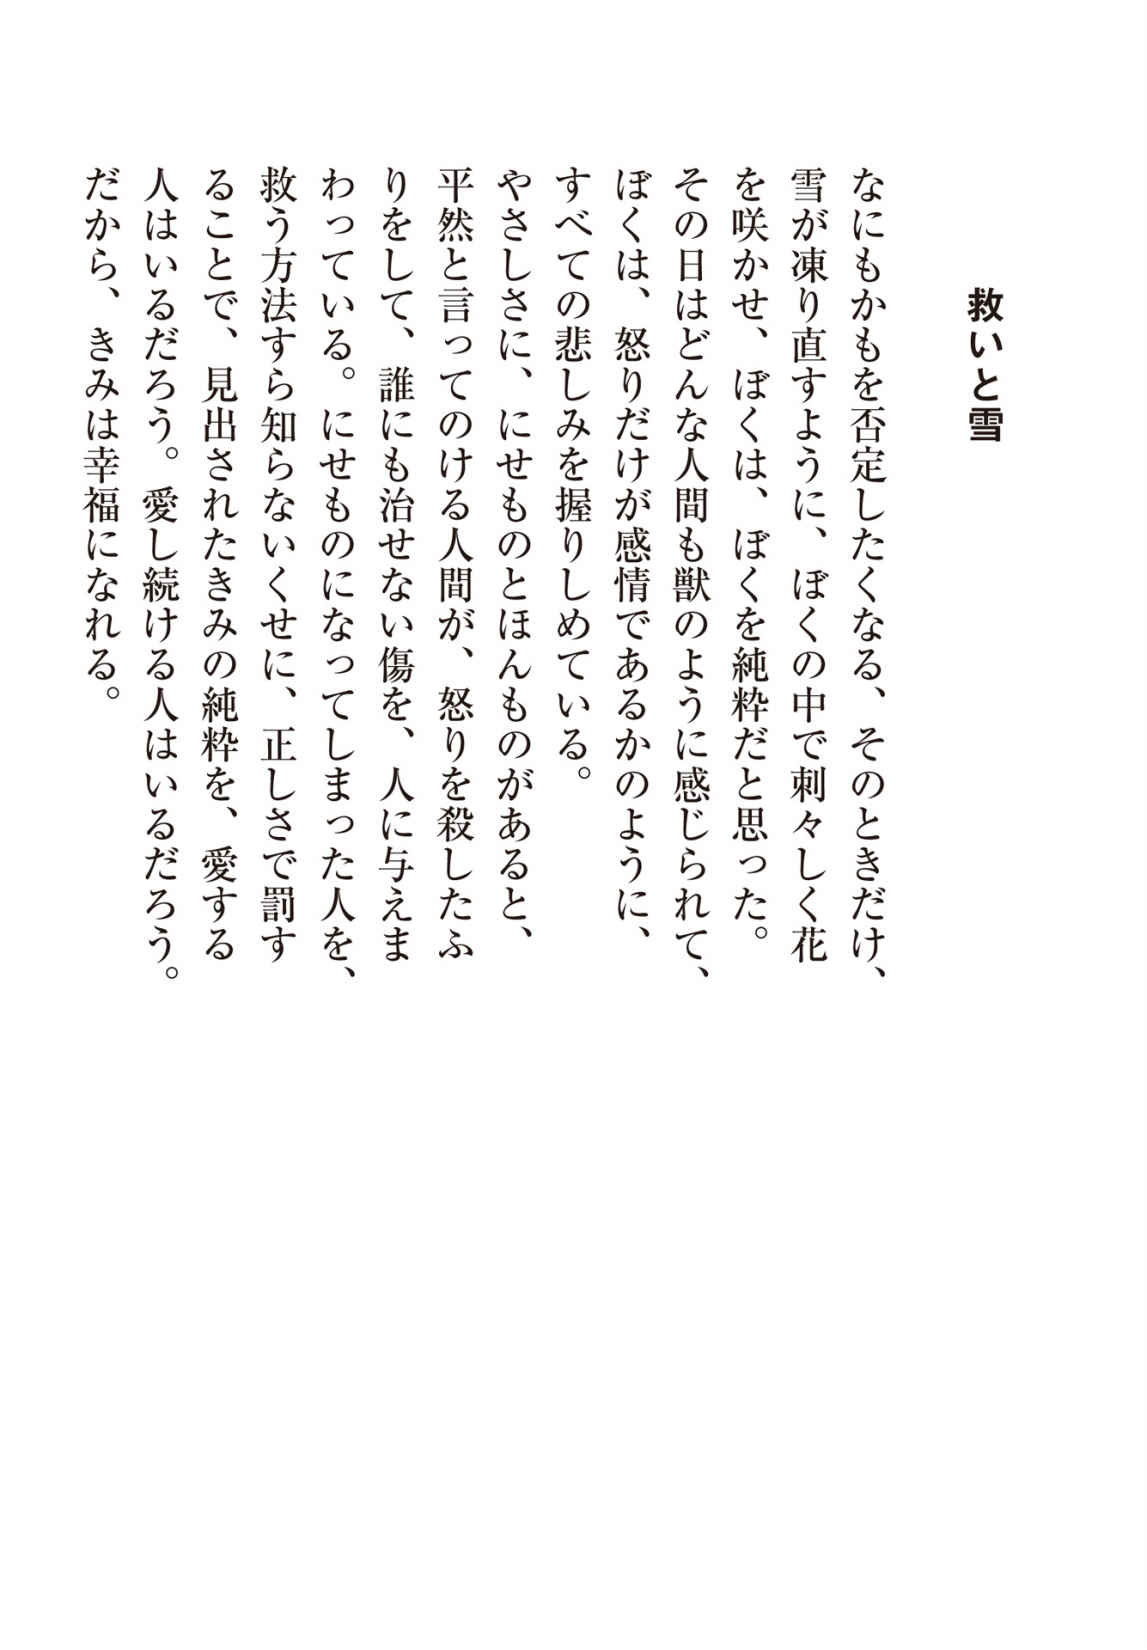 救いと雪
なにもかもを否定したくなる、そのときだけ、
雪が凍り直すように、ぼくの中で刺々しく花
を咲かせ、ぼくは、ぼくを純粋だと思った。
その日はどんな人間も獣のように感じられて、
ぼくは、怒りだけが感情であるかのように、
すべての悲しみを握りしめている。
やさしさに、にせものとほんものがあると、
平然と言ってのける人間が、怒りを殺したふ
りをして、誰にも治せない傷を、人に与えま
わっている。にせものになってしまった人を、
救う方法すら知らないくせに、正しさで罰す
ることで、見出されたきみの純粋を、愛する
人はいるだろう。愛し続ける人はいるだろう。
だから、きみは幸福になれる。